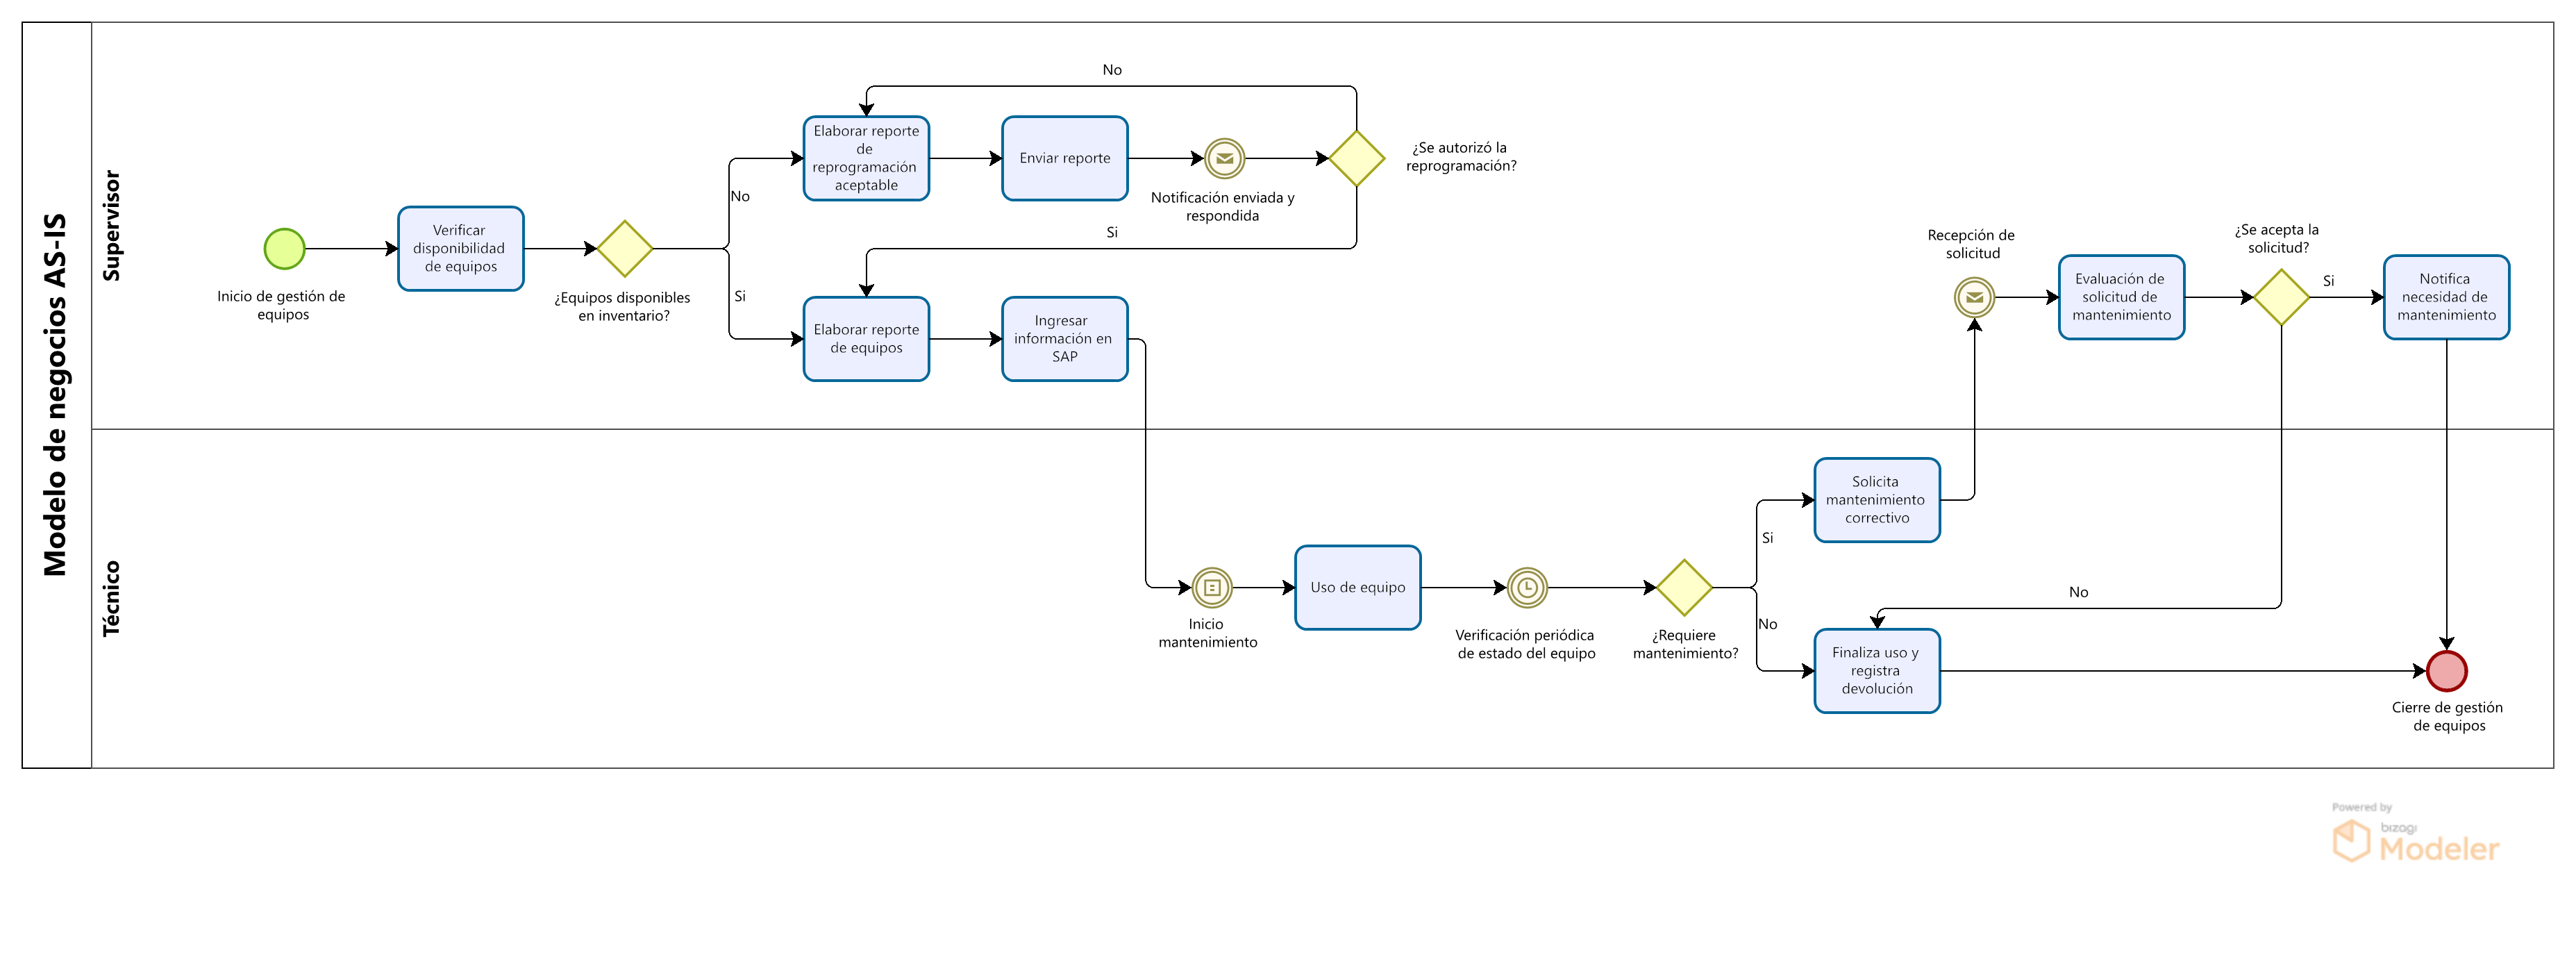 Modelo de negocios AS-IS
Supervisor
Inicio de gestión de
equipos
Verificar
disponibilidad
de equipos
¿Equipos disponibles
en inventario?
No
Si
Elaborar reporte
de
reprogramación
aceptable
Enviar reporte
Notificación enviada y
respondida
No
¿Se autorizó la
reprogramación?
Si
Elaborar reporte
de equipos
Ingresar
información en
SAP
Recepción de
solicitud
Evaluación de
solicitud de
mantenimiento
¿Se acepta la
solicitud?
Si
Notifica
necesidad de
mantenimiento
Técnico
Inicio
mantenimiento
Uso de equipo
Verificación periódica
de estado del equipo
¿Requiere
mantenimiento?
Si
No
Solicita
mantenimiento
correctivo
No
Finaliza uso y
registra
devolución
Cierre de gestión
de equipos
Powered by
bizagi
Modeler